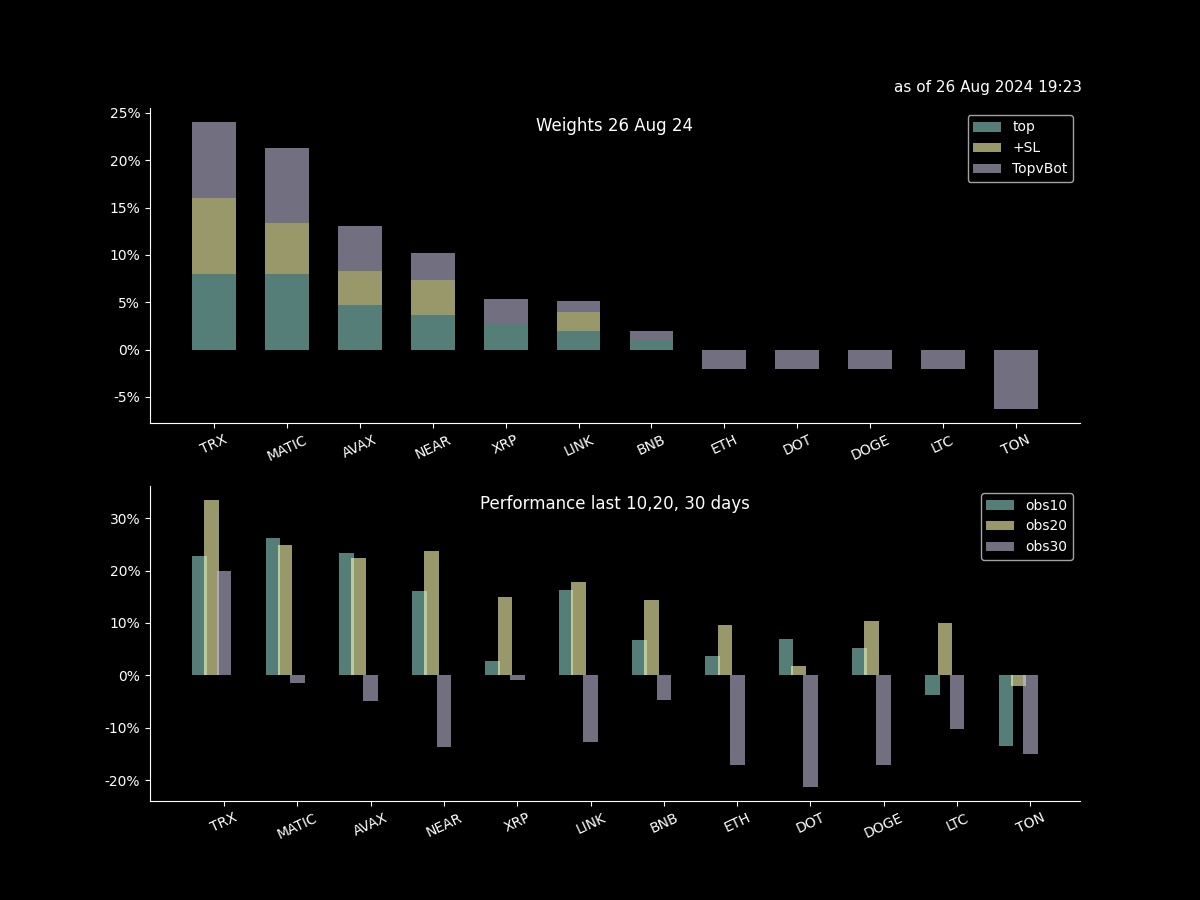 as of 26 Aug 2024 19:23
Weights 26 Aug 24
top
+SL
TopvBot
25%
20%
15%
10%
5%
0%
-5%
TRX MATIC AVAX NEAR XRP LINK BNB ETH DOT DOGE LTC TON
Performance last 10,20, 30 days
obs10
obs20
obs30
30%
20%
10%
0%
-10%
-20%
TRX MATIC AVAX NEAR XRP LINK BNB ETH DOT DOGE LTC TON